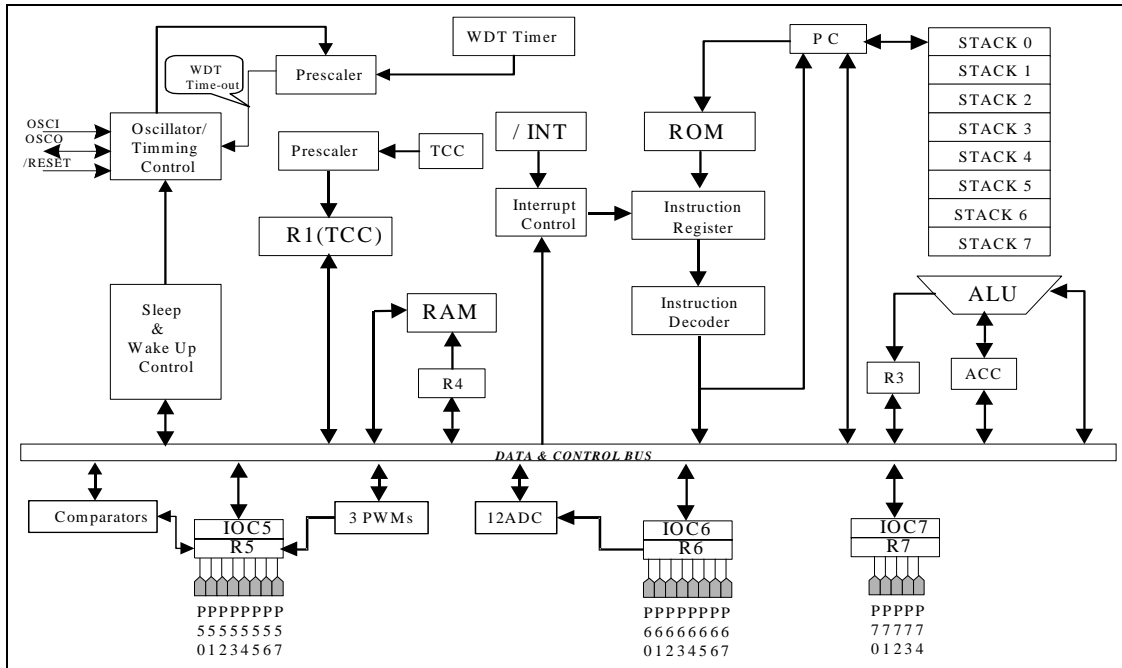 WDT Timer
PC
STACK 0
STACK 1
STACK 2
STACK 3
STACK 4
STACK 5
STACK 6
STACK 7
WDT
Time-out
Prescaler
OSCI
OSCO
/RESET
Oscillator/
Timming
Control
Prescaler
TCC
/ INT
ROM
R1(TCC)
Interrupt
Control
Instruction
Register
Sleep
&
Wake Up
Control
RAM
R4
Instruction
Decoder
ALU
R3
ACC
DATA & CONTROL BUS
Comparators
IOC5
R5
3 PWMs
12ADC
IOC6
R6
IOC7
R7
PPPPPPPP
55555555
01234567
PPPPPPPP
66666666
01234567
PPPPP
77777
01234